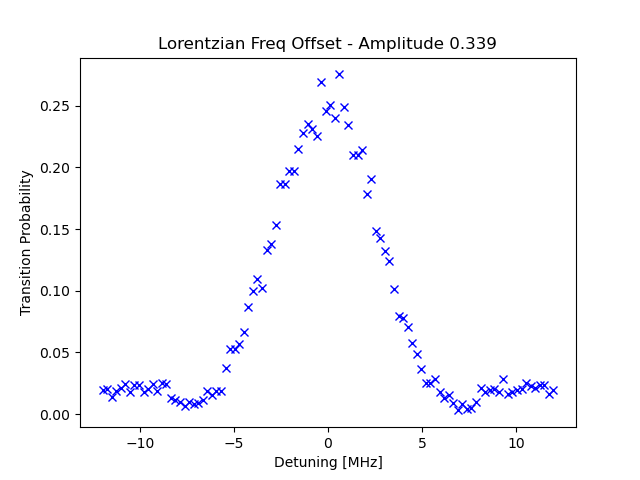 Lorentzian Freq Offset - Amplitude 0.339
0.25
0.20
0.15
0.10
0.05
0.00
Transition Probability
−10 −5 0 5 10
Detuning [MHz]